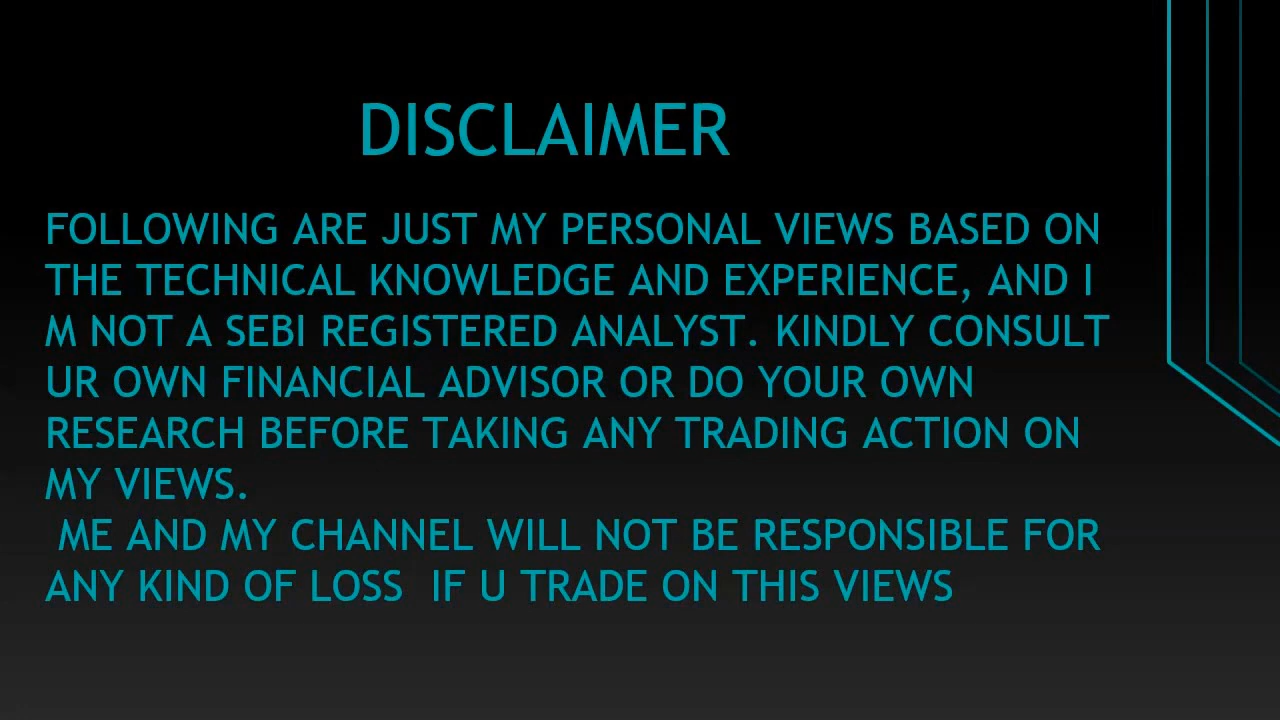 DISCLAIMER
FOLLOWING ARE JUST MY PERSONAL VIEWS BASED ON
THE TECHNICAL KNOWLEDGE AND EXPERIENCE, AND I
M NOT A SEBI REGISTERED ANALYST. KINDLY CONSULT
UR OWN FINANCIAL ADVISOR OR DO YOUR OWN
RESEARCH BEFORE TAKING ANY TRADING ACTION ON
MY VIEWS.
ME AND MY CHANNEL WILL NOT BE RESPONSIBLE FOR
ANY KIND OF LOSS  IF U TRADE ON THIS VIEWS